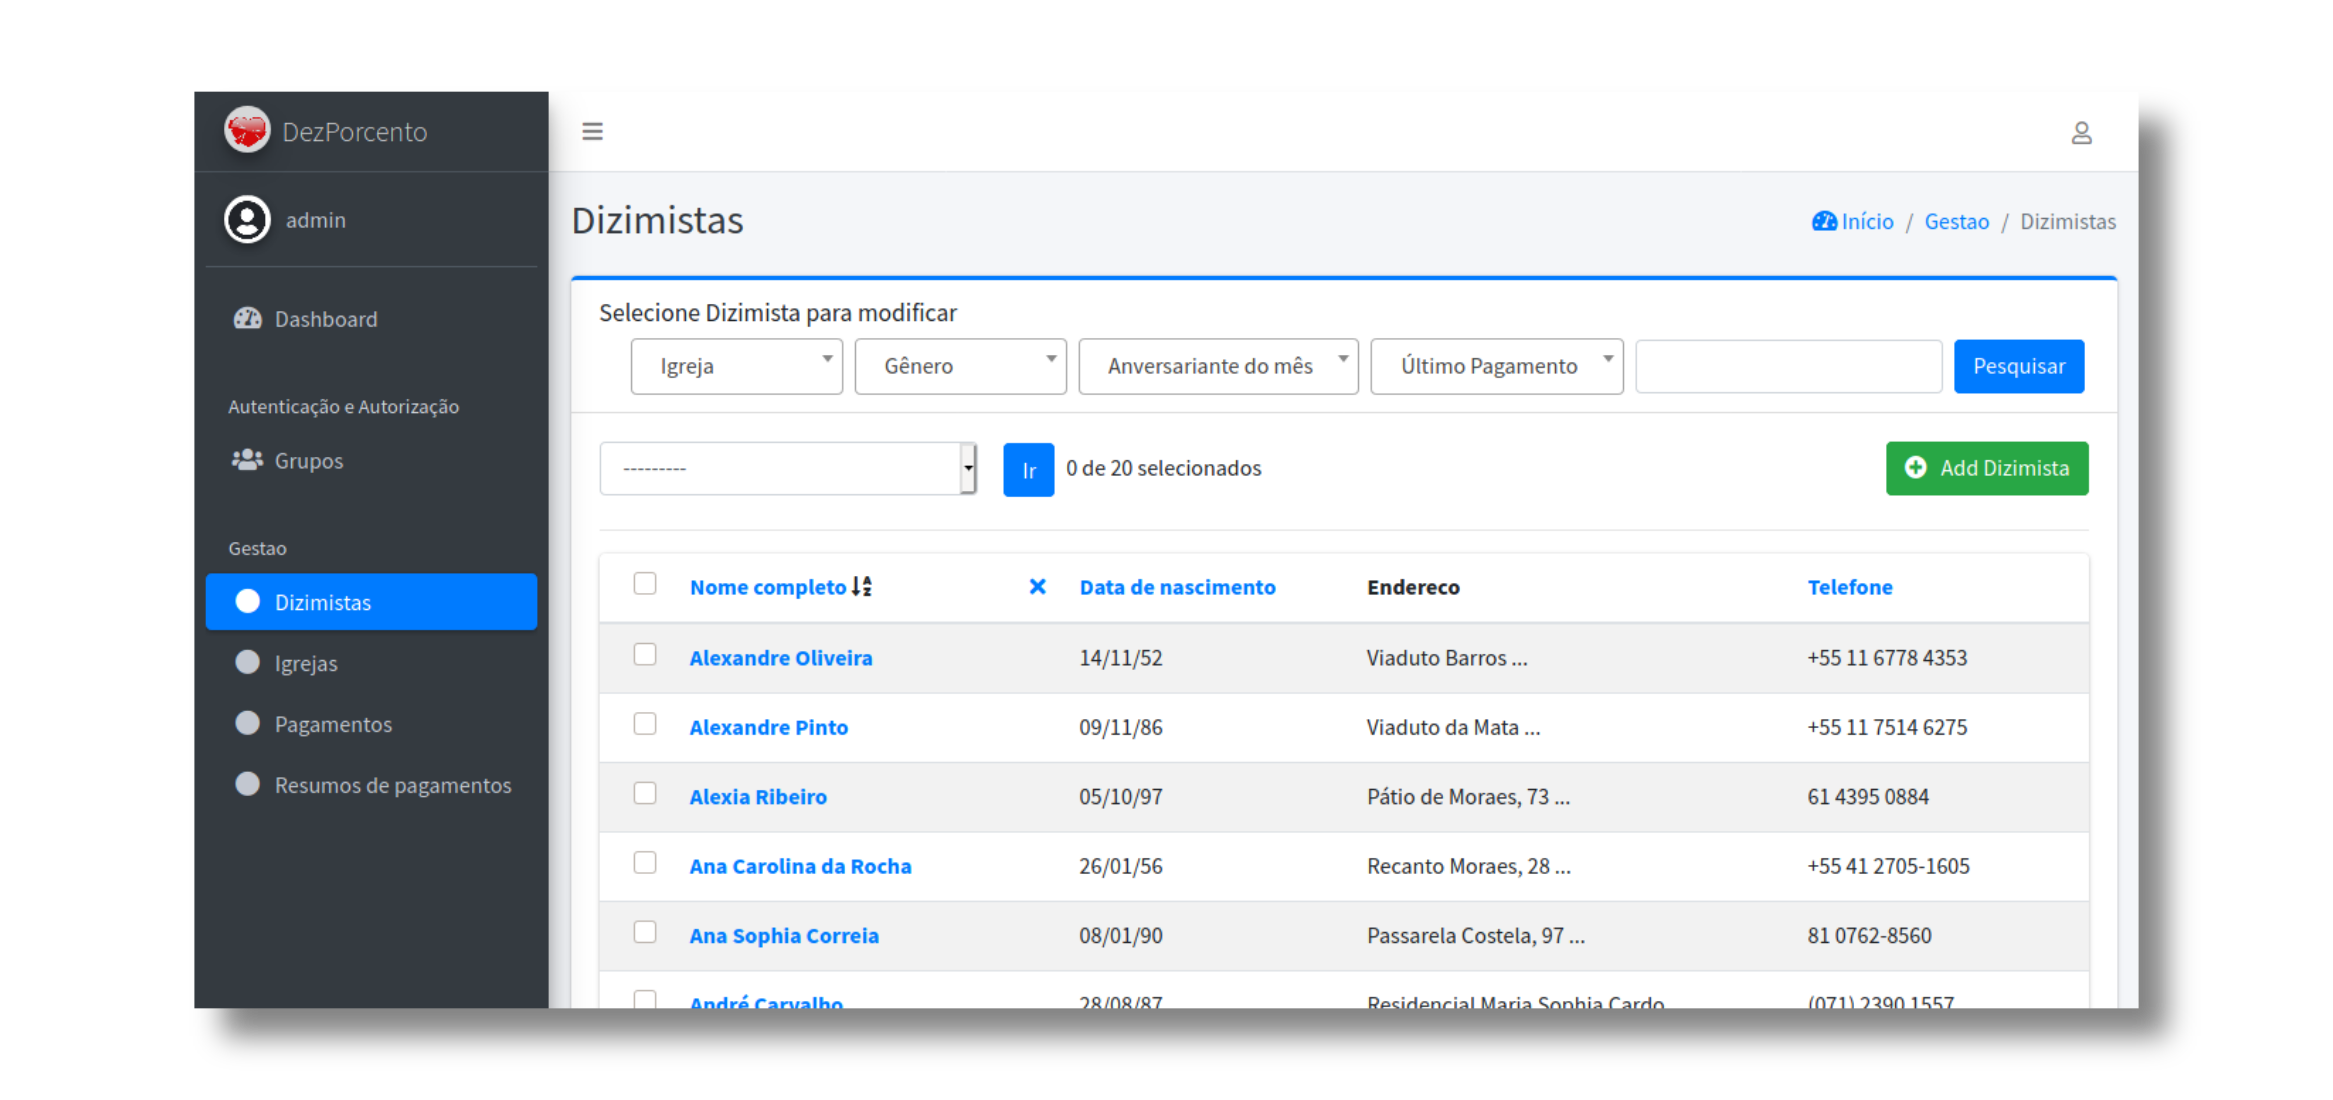 DezPorcento
admin
Dashboard
Autenticação e Autorização
Grupos
Gestao
Dizimistas
Igrejas
Pagamentos
Resumos de pagamentos
Dizimistas
Início / Gestao / Dizimistas
Selecione Dizimista para modificar
Igreja Gênero Anversariante do mês Último Pagamento Pesquisar
--------- Ir 0 de 20 selecionados Add Dizimista
Nome completo Data de nascimento Endereco Telefone
Alexandre Oliveira 14/11/52 Viaduto Barros ... +55 11 6778 4353
Alexandre Pinto 09/11/86 Viaduto da Mata ... +55 11 7514 6275
Alexia Ribeiro 05/10/97 Pátio de Moraes, 73 ... 61 4395 0884
Ana Carolina da Rocha 26/01/56 Recanto Moraes, 28 ... +55 41 2705-1605
Ana Sophia Correia 08/01/90 Passarela Costela, 97 ... 81 0762-8560
André Carvalho 28/08/87 Residencial Maria Sophia Cardo (071) 2390 1557